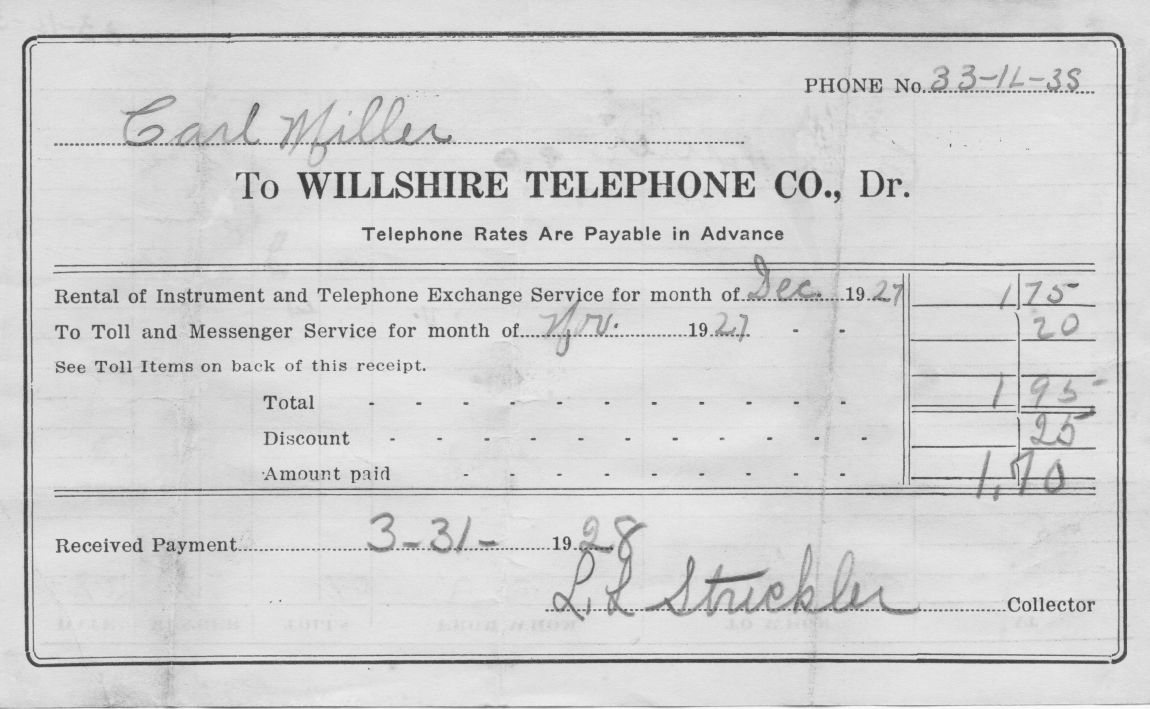 PHONE No. 33-1L-3S
Carl Miller
To WILLSHIRE TELEPHONE CO., Dr.
Telephone Rates Are Payable in Advance
Rental of Instrument and Telephone Exchange Service for month of Dec. 1927 1 75
To Toll and Messenger Service for month of Nov. 1927 - - 20
See Toll Items on back of this receipt.
Total - - - - - - - - - - - 1 95
Discount - - - - - - - - - - - 25
Amount paid - - - - - - - - - 1.70
Received Payment 3-31- 1928
L. L Strickler Collector